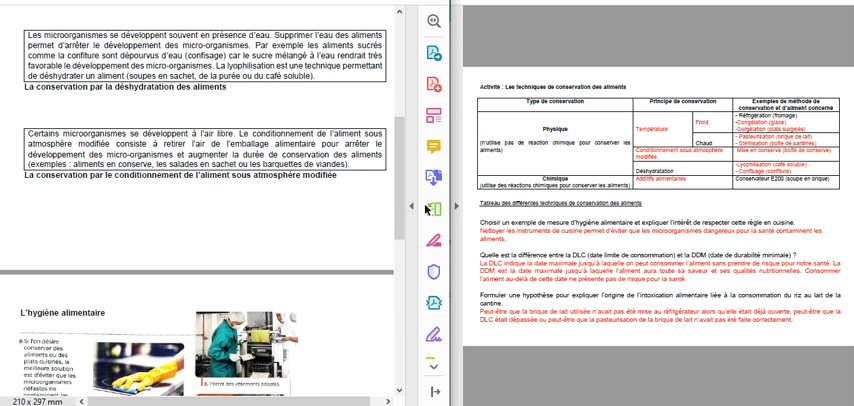 Les microorganismes se développent souvent en présence d'eau. Supprimer l'eau des aliments
permet d'arrêter le développement des micro-organismes. Par exemple les aliments sucrés
comme la confiture sont dépourvus d'eau (confisage) car le sucre mélangé à l'eau rendrait très
favorable le développement des micro-organismes. La lyophilisation est une technique permettant
de déshydrater un aliment (soupes en sachet, de la purée ou du café soluble).
La conservation par la déshydratation des aliments
Certains microorganismes se développent à l'air libre. Le conditionnement de l'aliment sous
atmosphère modifiée consiste à retirer l'air de l'emballage alimentaire pour arrêter le
développement des micro-organismes et augmenter la durée de conservation des aliments
(exemples : aliments en conserve, les salades en sachet ou les barquettes de viandes).
La conservation par le conditionnement de l'aliment sous atmosphère modifiée
L'hygiène alimentaire
Si l'on désire
conserver des
aliments ou des
plats cuisinés, la
meilleure solution
est d'éviter que les
microorganismes
néfastes ne
contaminent les
3. Porter des vêtements adaptés.
210 x 297 mm
Activité : Les techniques de conservation des aliments
Type de conservation
Principe de conservation
Exemples de méthode de
conservation et d'aliment concerné
Physique
(n'utilise pas de réaction chimique pour conserver les
aliments)
Température
Froid
- Réfrigération (fromage)
-Congélation (glace)
-Surgélation (plats surgelés)
Chaud
- Pasteurisation (brique de lait)
- Stérilisation (boîte de sardines)
Conditionnement sous atmosphère
modifiée
Mise en conserve (boîte de conserve)
Déshydratation
-Lyophilisation (café soluble)
- Confisage (confiture)
Chimique
(utilise des réactions chimiques pour conserver les aliments)
Additifs alimentaires
Conservateur E200 (soupe en brique)
Tableau des différentes techniques de conservation des aliments
Choisir un exemple de mesure d'hygiène alimentaire et expliquer l'intérêt de respecter cette règle en cuisine.
Nettoyer les instruments de cuisine permet d'éviter que les microorganismes dangereux pour la santé contaminent les
aliments.
Quelle est la différence entre la DLC (date limite de consommation) et la DDM (date de durabilité minimale) ?
La DLC indique la date maximale jusqu'à laquelle on peut consommer l'aliment sans prendre de risque pour notre santé. La
DDM est la date maximale jusqu'à laquelle l'aliment aura toute sa saveur et ses qualités nutritionnelles. Consommer
l'aliment au-delà de cette date ne présente pas de risque pour la santé.
Formuler une hypothèse pour expliquer l'origine de l'intoxication alimentaire liée à la consommation du riz au lait de la
cantine.
Peut-être que la brique de lait utilisée n'avait pas été mise au réfrigérateur alors qu'elle était déjà ouverte, peut-être que la
DLC était dépassée ou peut-être que la pasteurisation de la brique de lait n'avait pas été faite correctement.